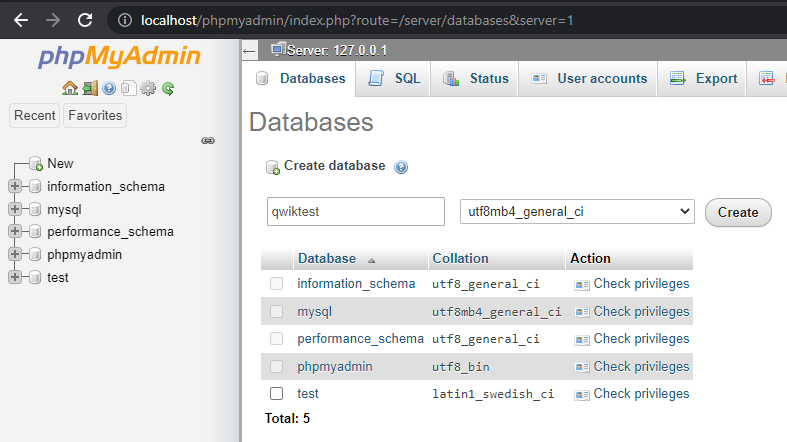 localhost/phpmyadmin/index.php?route=/server/databases&server=1
phpMyAdmin
Recent Favorites
New
information_schema
mysql
performance_schema
phpmyadmin
test
Server: 127.0.0.1
Databases SQL Status User accounts Export
Databases
Create database
qwiktest utf8mb4_general_ci Create
Database Collation Action
information_schema utf8_general_ci Check privileges
mysql utf8mb4_general_ci Check privileges
performance_schema utf8_general_ci Check privileges
phpmyadmin utf8_bin Check privileges
test latin1_swedish_ci Check privileges
Total: 5